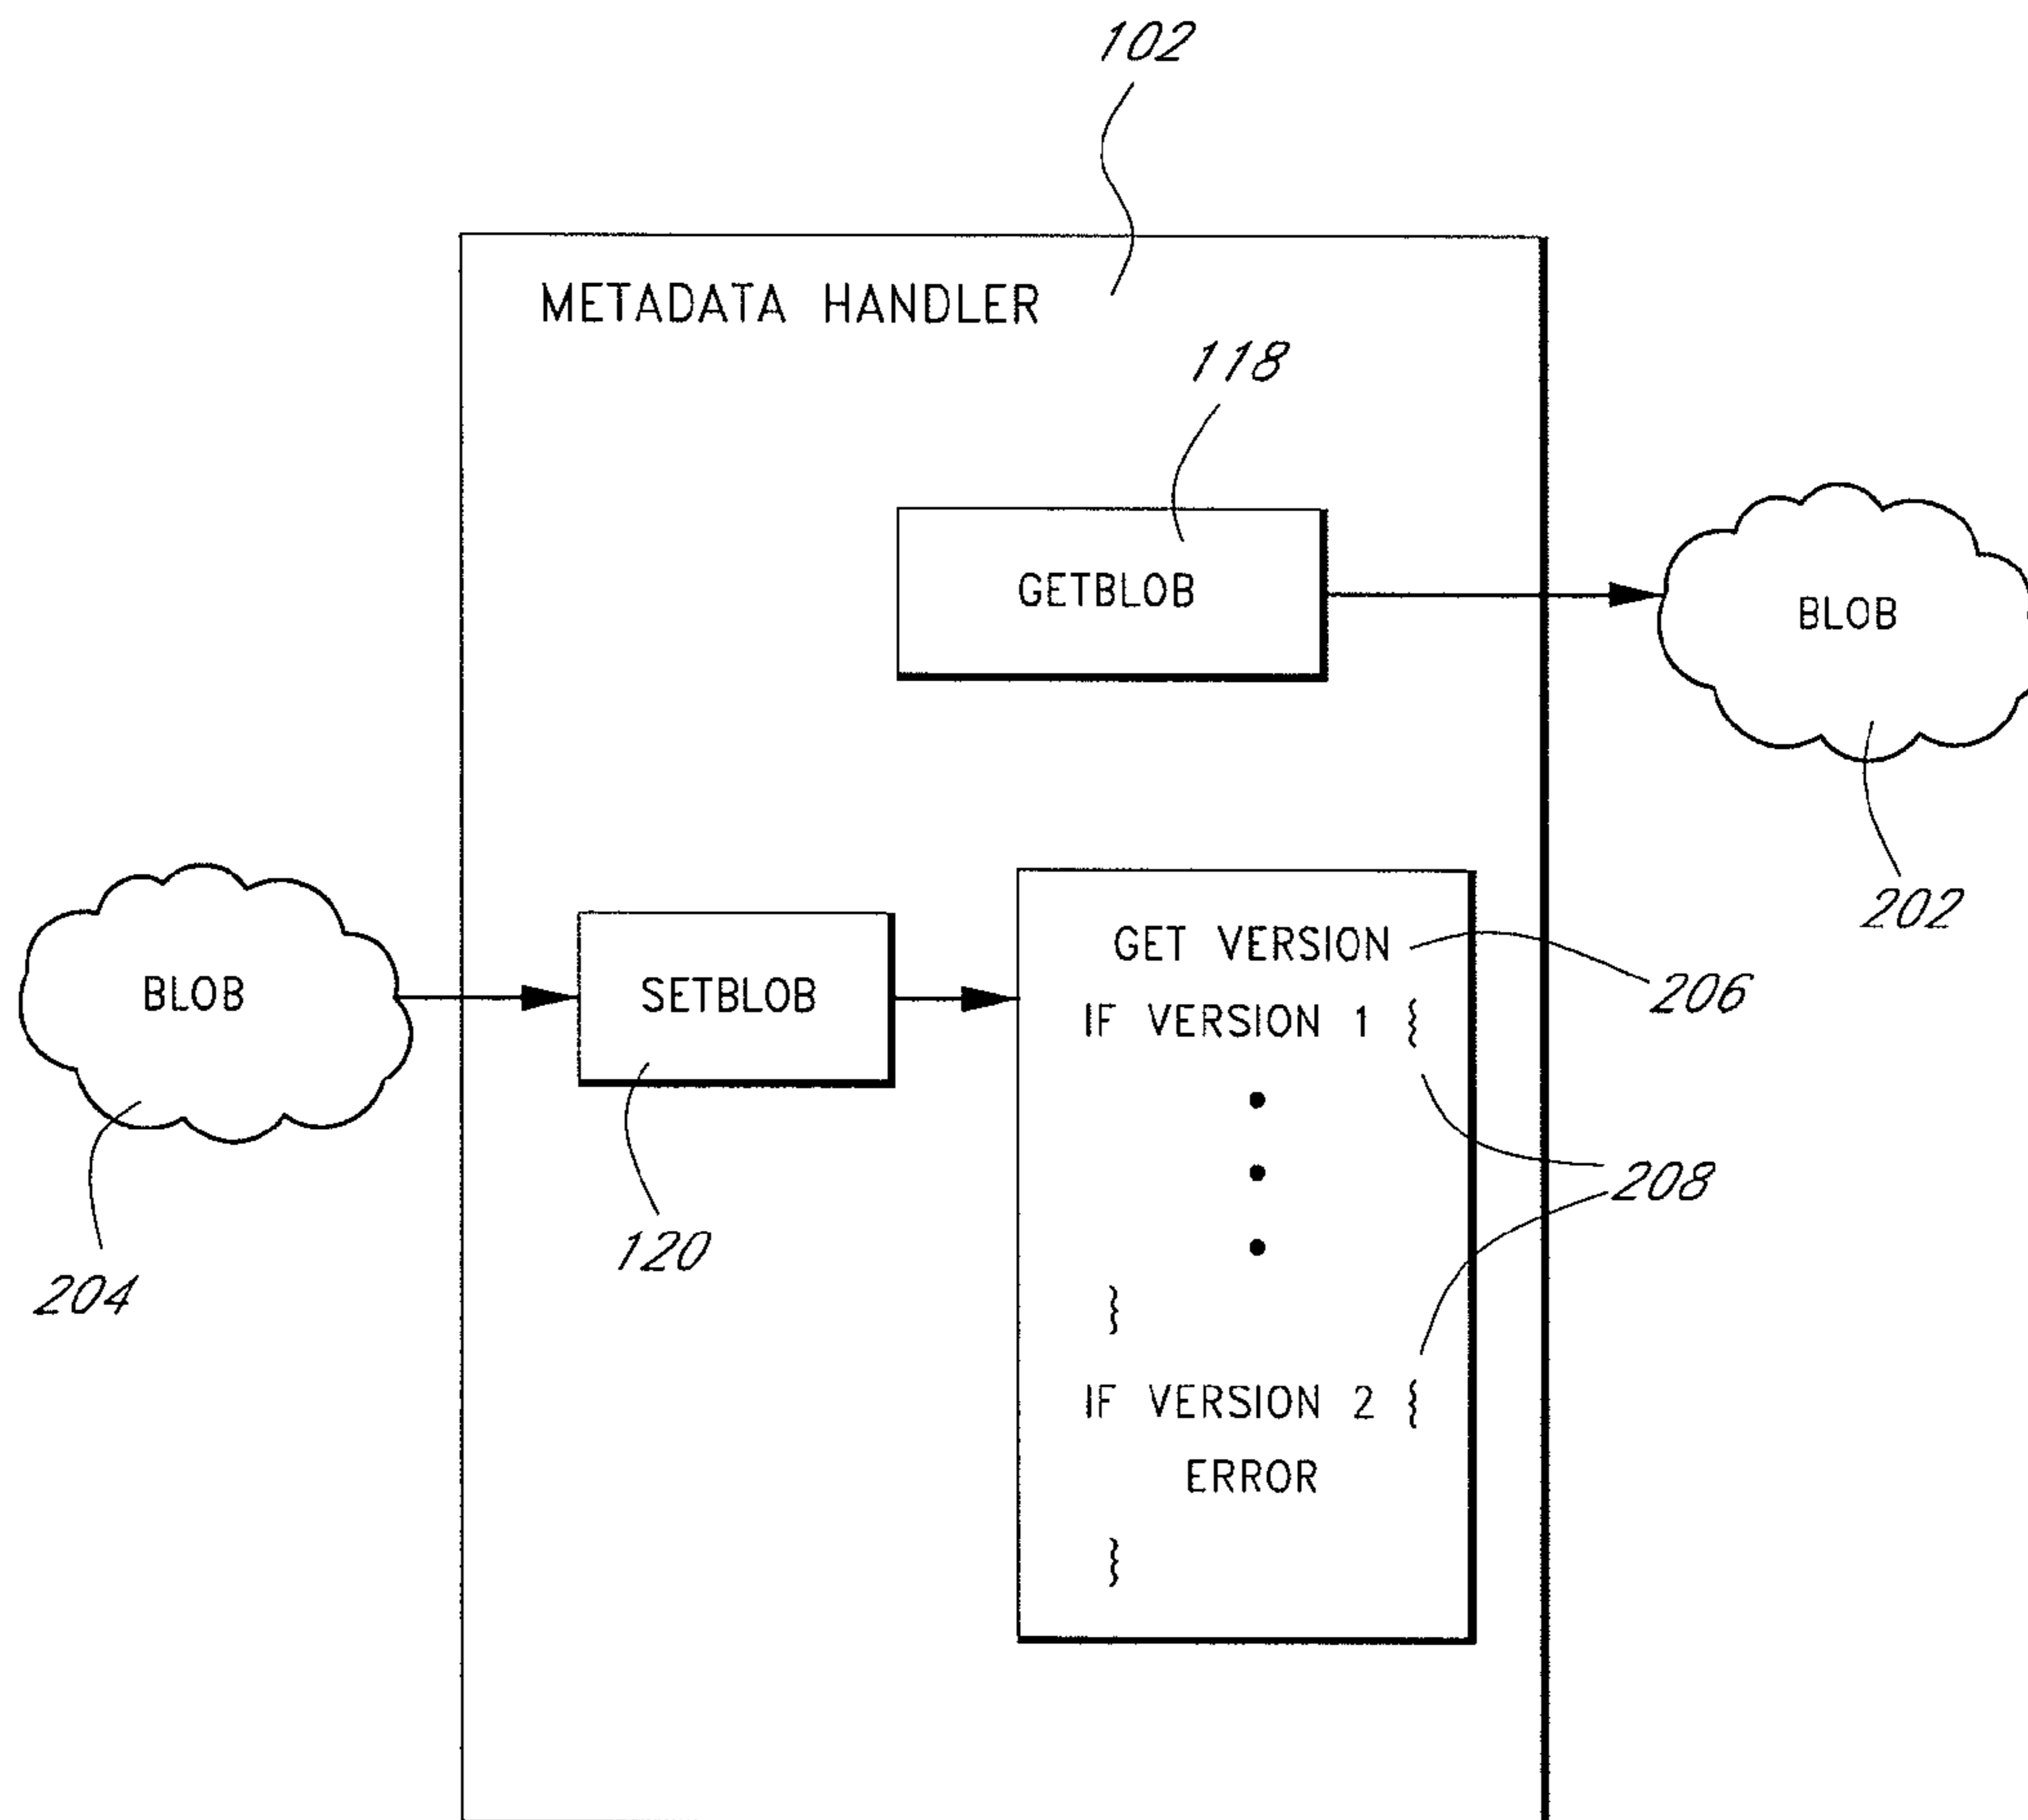 102
METADATA HANDLER
118
GETBLOB
BLOB
202
BLOB
SETBLOB
GET VERSION
206
IF VERSION 1 {
208
120
204
}
IF VERSION 2 {
ERROR
}